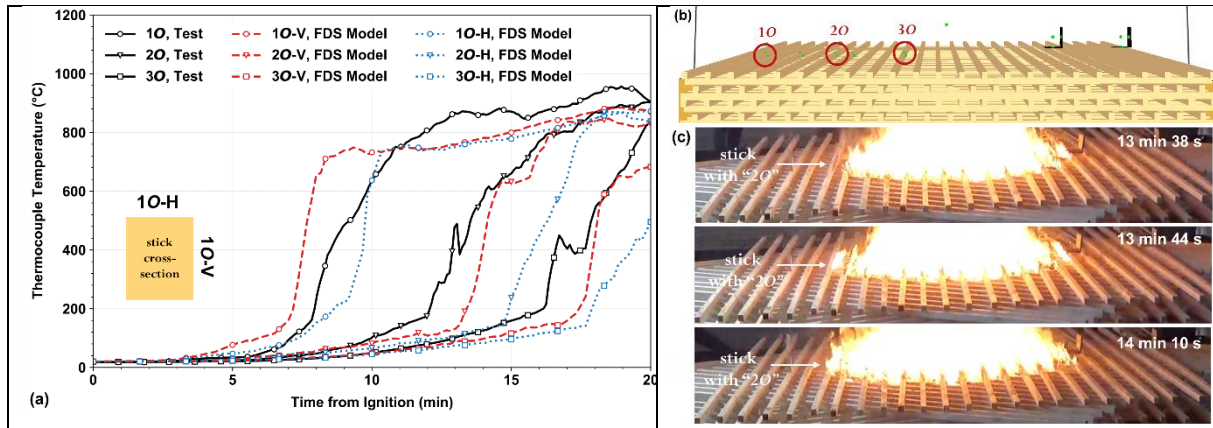 1200
1000
800
600
400
200
0
Thermocouple Temperature (°C)
1O, Test
2O, Test
3O, Test
1O-V, FDS Model
2O-V, FDS Model
3O-V, FDS Model
1O-H, FDS Model
2O-H, FDS Model
3O-H, FDS Model
1O-H
stick
cross-
section
1O-V
0 5 10 15 20
(a)
Time from Ignition (min)
(b)
1O 2O 3O
(c)
13 min 38 s
stick
with "2O"
13 min 44 s
stick
with "2O"
14 min 10 s
stick
with "2O"